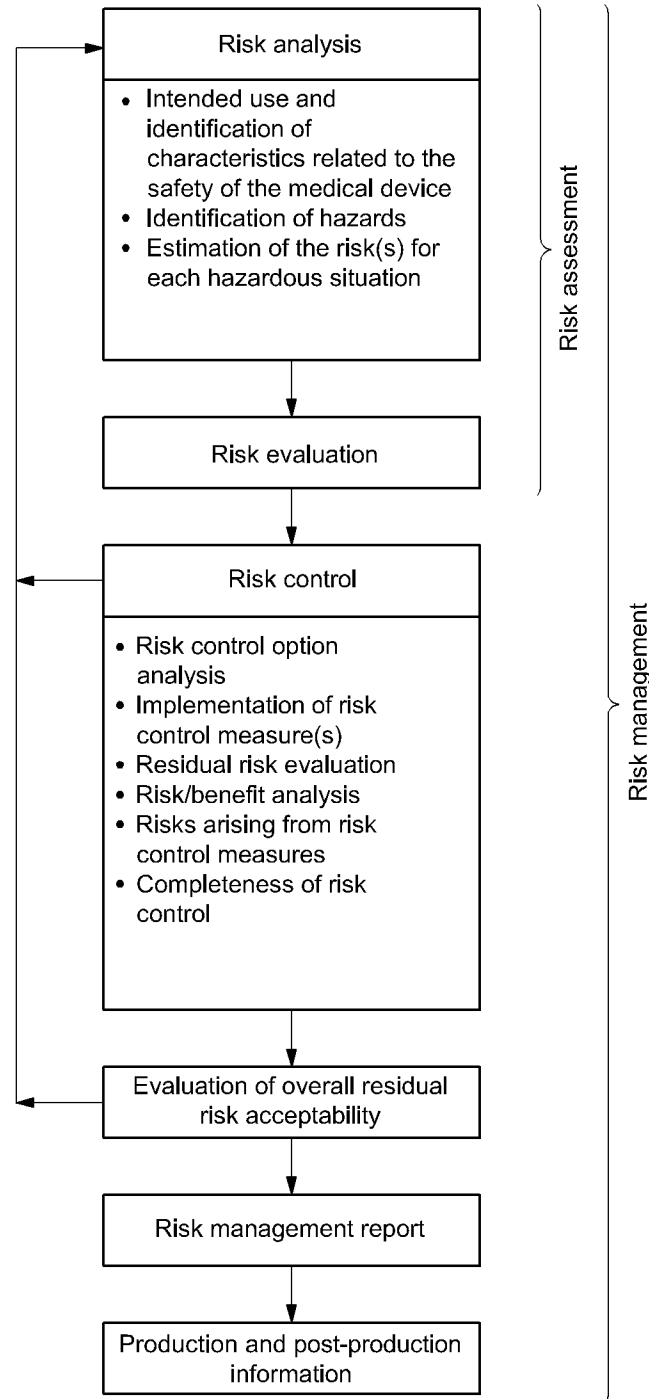 Risk analysis
• Intended use and
identification of
characteristics related to the
safety of the medical device
• Identification of hazards
• Estimation of the risk(s) for
each hazardous situation
Risk evaluation
Risk control
• Risk control option
analysis
• Implementation of risk
control measure(s)
• Residual risk evaluation
• Risk/benefit analysis
• Risks arising from risk
control measures
• Completeness of risk
control
Evaluation of overall residual
risk acceptability
Risk management report
Production and post-production
information
Risk assessment
Risk management